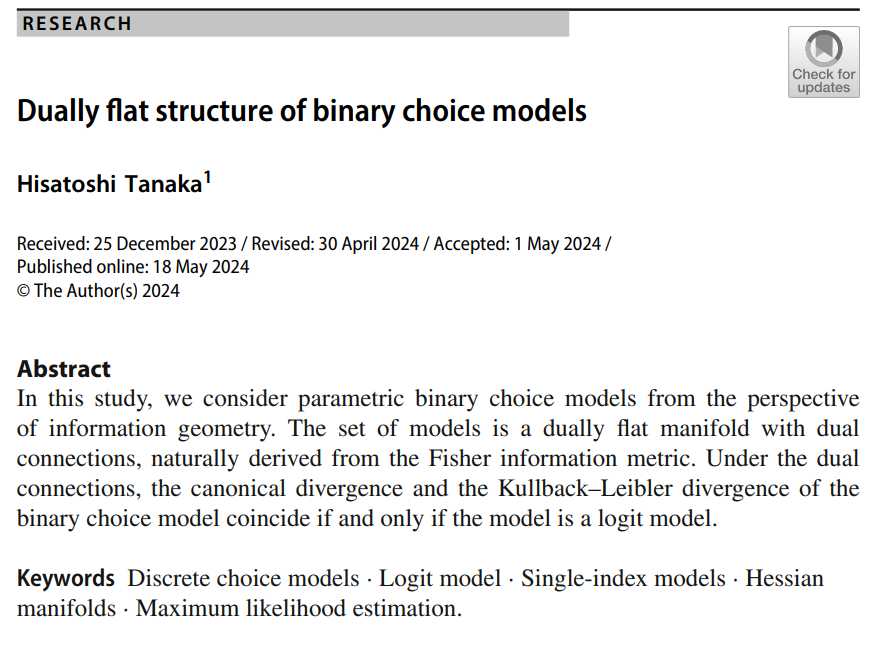 RESEARCH
Check for
updates
Dually flat structure of binary choice models
Hisatoshi Tanaka1
Received: 25 December 2023 / Revised: 30 April 2024 / Accepted: 1 May 2024 /
Published online: 18 May 2024
© The Author(s) 2024
Abstract
In this study, we consider parametric binary choice models from the perspective
of information geometry. The set of models is a dually flat manifold with dual
connections, naturally derived from the Fisher information metric. Under the dual
connections, the canonical divergence and the Kullback–Leibler divergence of the
binary choice model coincide if and only if the model is a logit model.
Keywords Discrete choice models · Logit model · Single-index models · Hessian
manifolds · Maximum likelihood estimation.